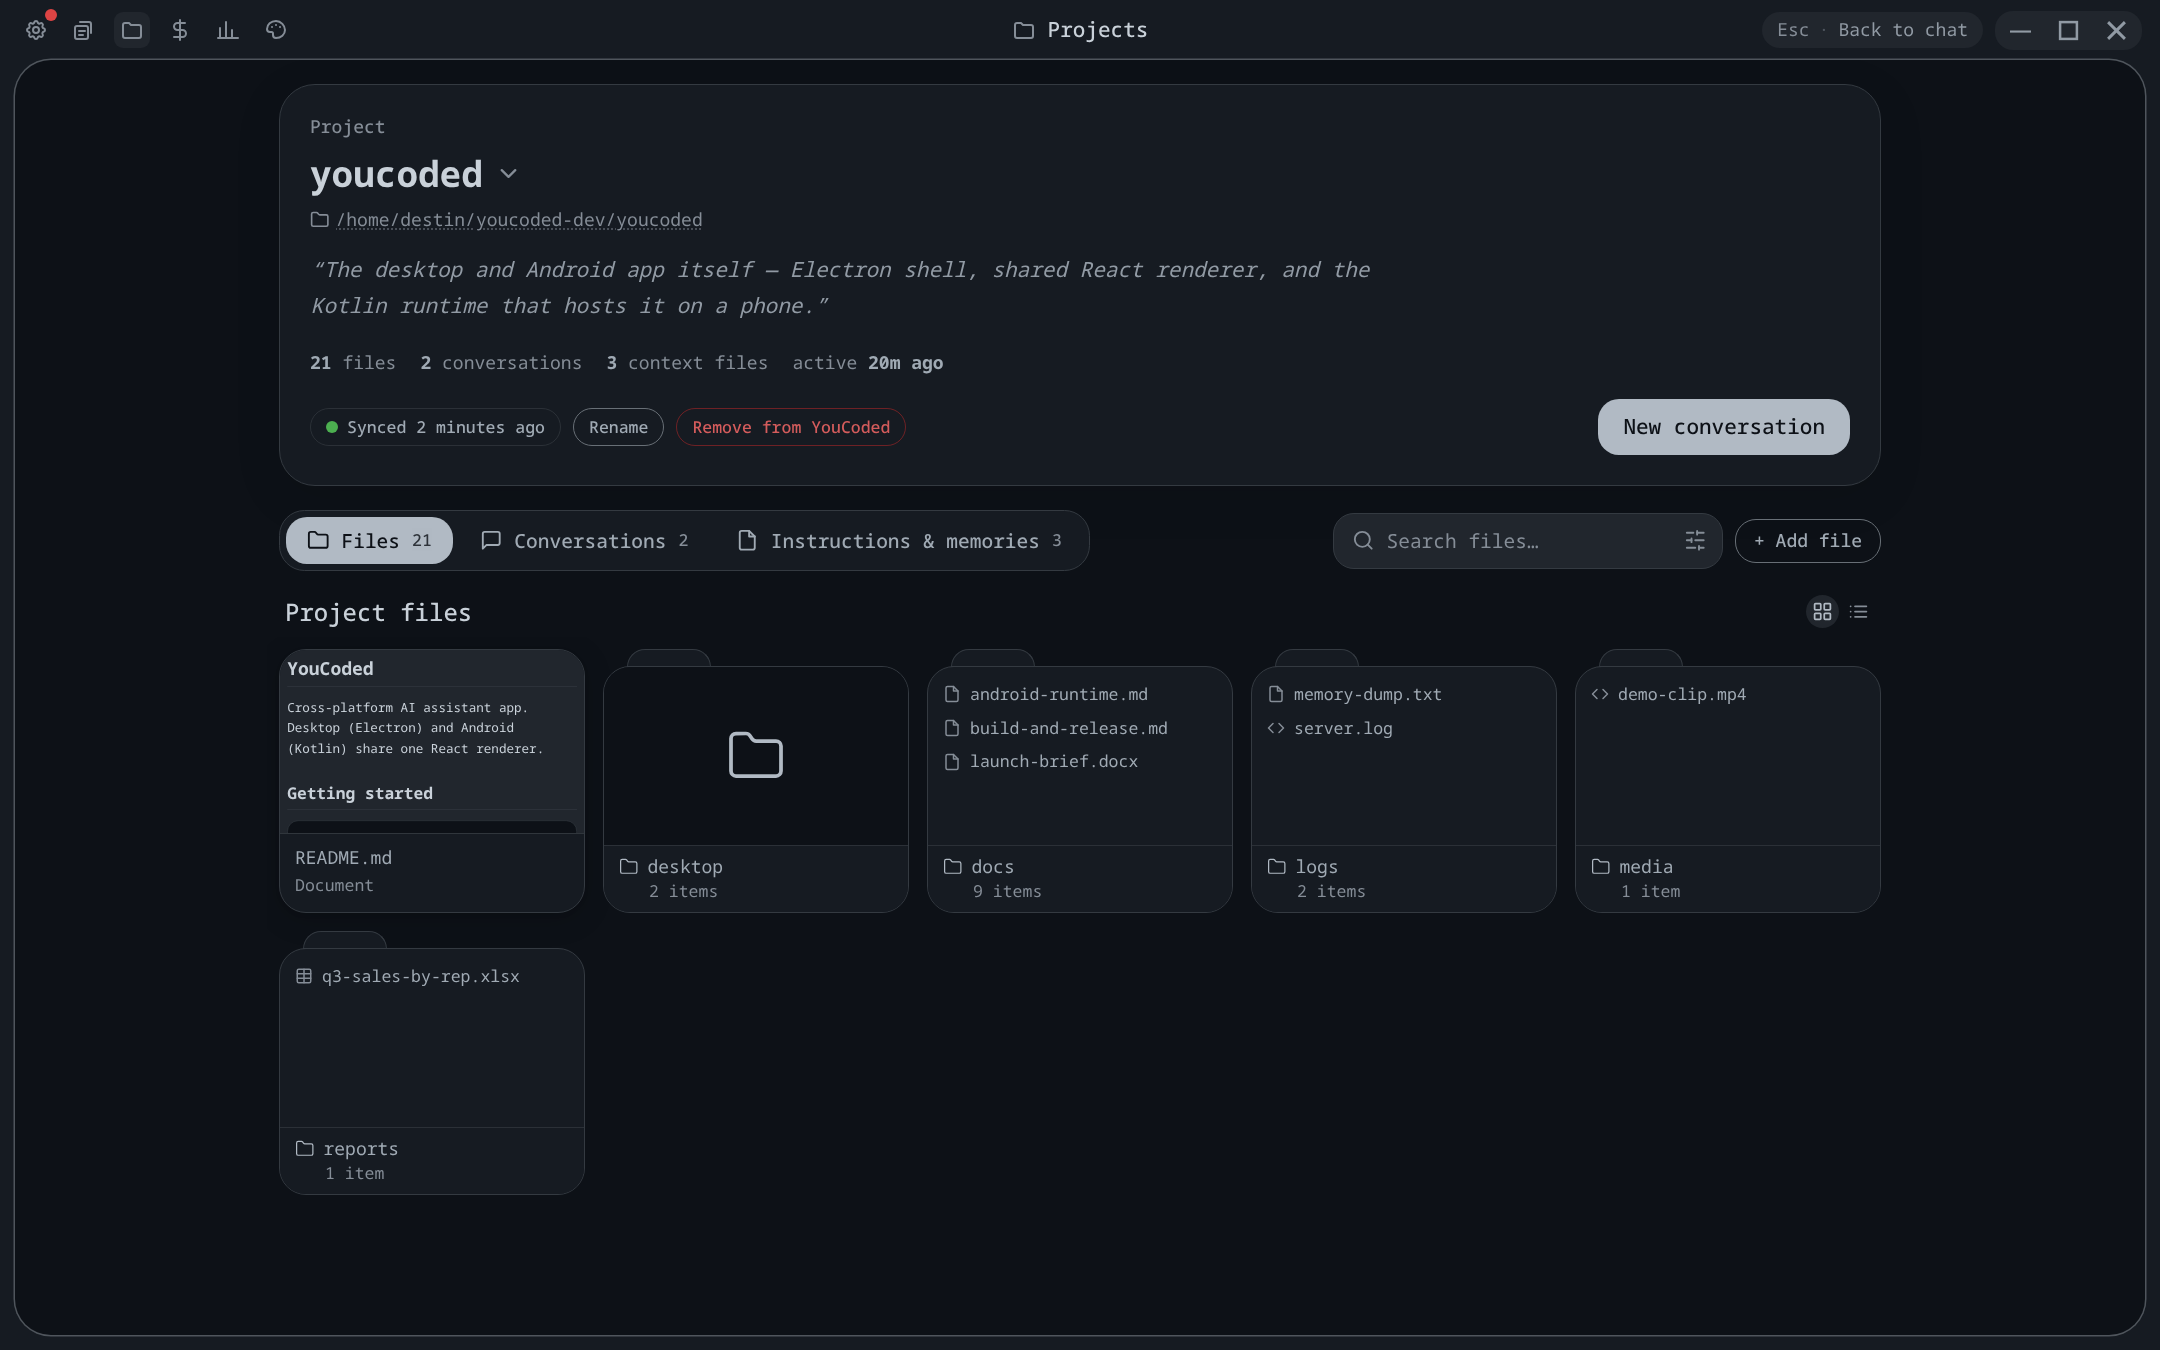 Projects
Esc · Back to chat
Project
youcoded
/home/destin/youcoded-dev/youcoded
“The desktop and Android app itself — Electron shell, shared React renderer, and the
Kotlin runtime that hosts it on a phone.”
21 files 2 conversations 3 context files active 20m ago
Synced 2 minutes ago Rename Remove from YouCoded New conversation
Files 21 Conversations 2 Instructions & memories 3 Search files… + Add file
Project files
YouCoded
Cross-platform AI assistant app.
Desktop (Electron) and Android
(Kotlin) share one React renderer.
Getting started
README.md
Document
desktop
2 items
android-runtime.md
build-and-release.md
launch-brief.docx
docs
9 items
memory-dump.txt
server.log
logs
2 items
demo-clip.mp4
media
1 item
q3-sales-by-rep.xlsx
reports
1 item